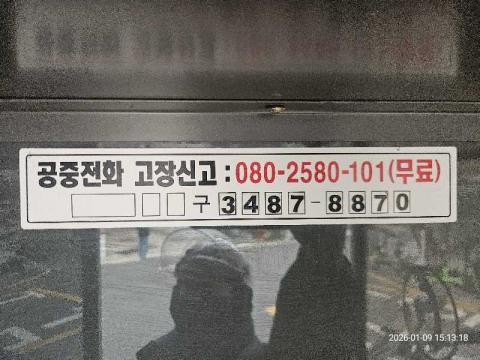 공중전화 고장신고 : 080-2580-101(무료)
구 3487-8870
2026-01-09 15:13:18